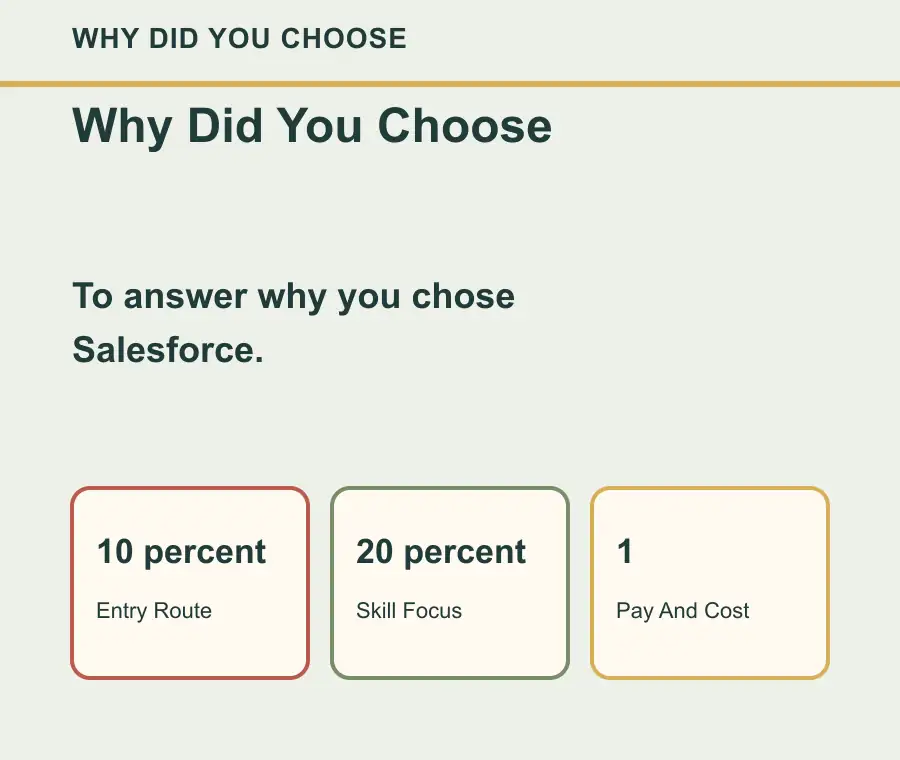 WHY DID YOU CHOOSE
Why Did You Choose
To answer why you chose
Salesforce.
10 percent
Entry Route
20 percent
Skill Focus
1
Pay And Cost